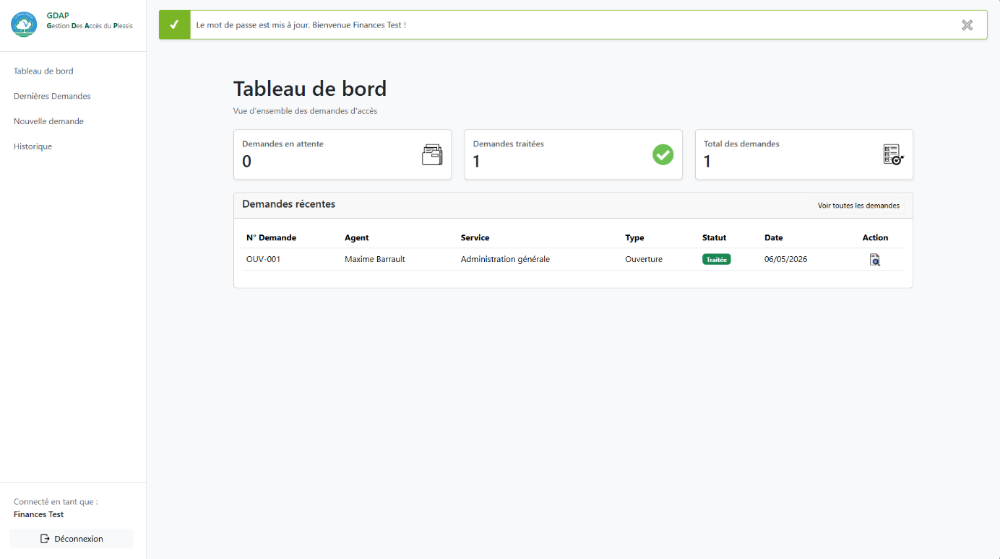 GDAP
Gestion Des Accès du Plessis
Le mot de passe est mis à jour. Bienvenue Finances Test !
Tableau de bord
Dernières Demandes
Nouvelle demande
Historique
Tableau de bord
Vue d'ensemble des demandes d'accès
Demandes en attente
0
Demandes traitées
1
Total des demandes
1
Demandes récentes
Voir toutes les demandes
N° Demande Agent Service Type Statut Date Action
OUV-001 Maxime Barrault Administration générale Ouverture Traitée 06/05/2026
Connecté en tant que :
Finances Test
Déconnexion